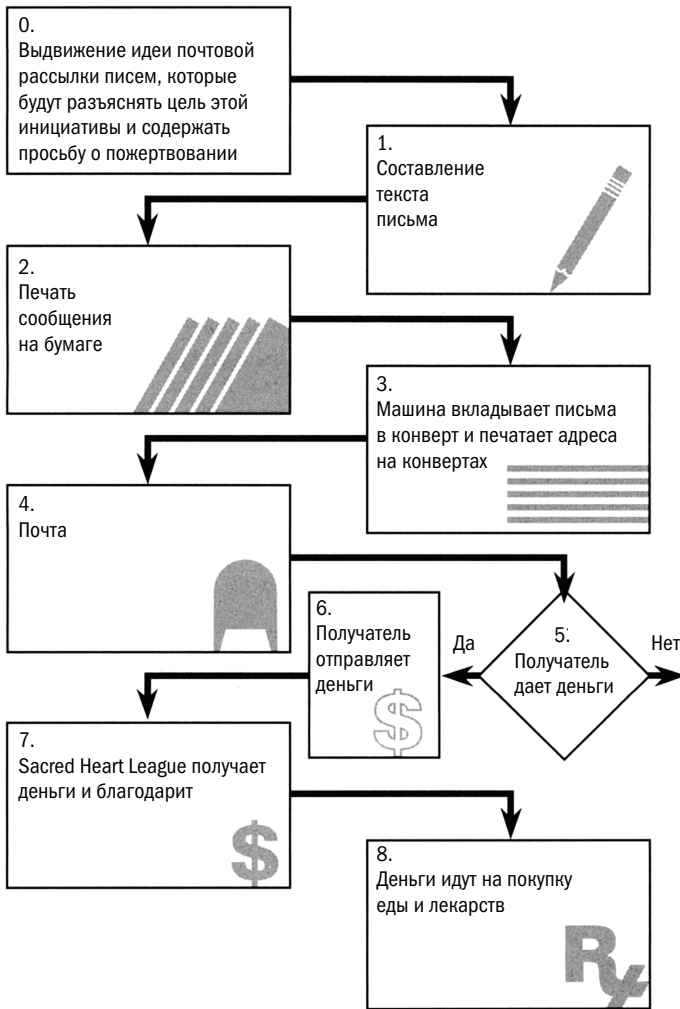 0.
Выдвижение идеи почтовой
рассылки писем, которые
будут разъяснять цель этой
инициативы и содержать
просьбу о пожертвовании
1.
Составление
текста
письма
2.
Печать
сообщения
на бумаге
3.
Машина вкладывает письма
в конверт и печатает адреса
на конвертах
4.
Почта
5.
Получатель
дает деньги
Да
Нет
6.
Получатель
отправляет
деньги
$
7.
Sacred Heart League получает
деньги и благодарит
$
8.
Деньги идут на покупку
еды и лекарств
Rx